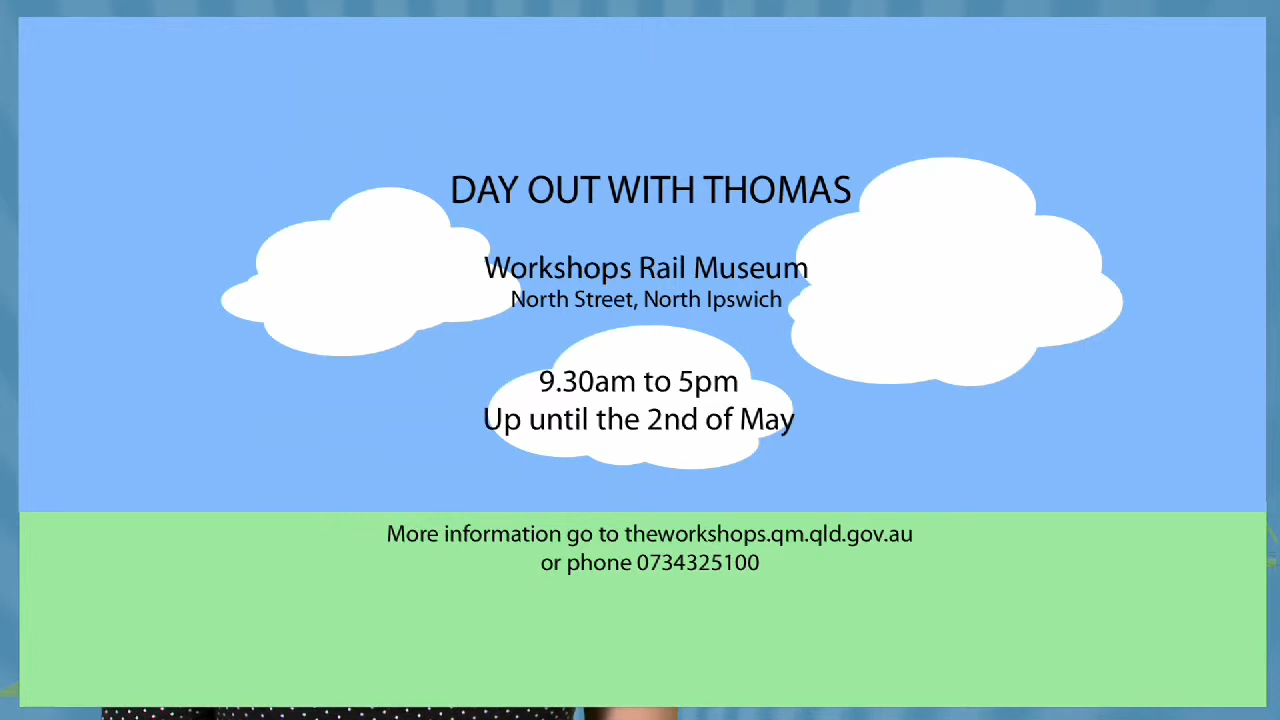 DAY OUT WITH THOMAS
Workshops Rail Museum
North Street, North Ipswich
9.30am to 5pm
Up until the 2nd of May
More information go to theworkshops.qm.qld.gov.au
or phone 0734325100